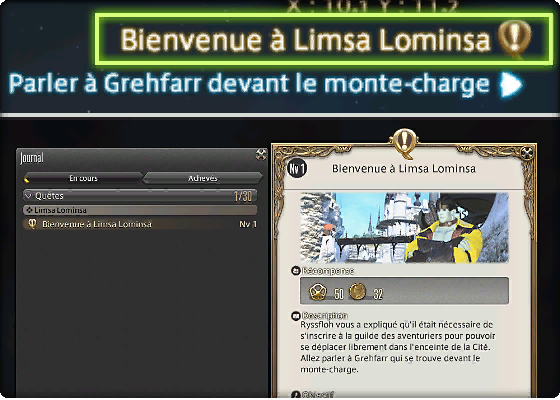 X : 10.1 Y : 11.2
Bienvenue à Limsa Lominsa
Parler à Grehfarr devant le monte-charge
Journal
En cours
Achevés
Quêtes 1/30
Limsa Lominsa
Bienvenue à Limsa Lominsa Nv 1
Nv 1
Bienvenue à Limsa Lominsa
Récompense
50 32
Description
Ryssfloh vous a expliqué qu'il était nécessaire de
s'inscrire à la guilde des aventuriers pour pouvoir
se déplacer librement dans l'enceinte de la Cité.
Allez parler à Grehfarr qui se trouve devant le
monte-charge.
Objectif